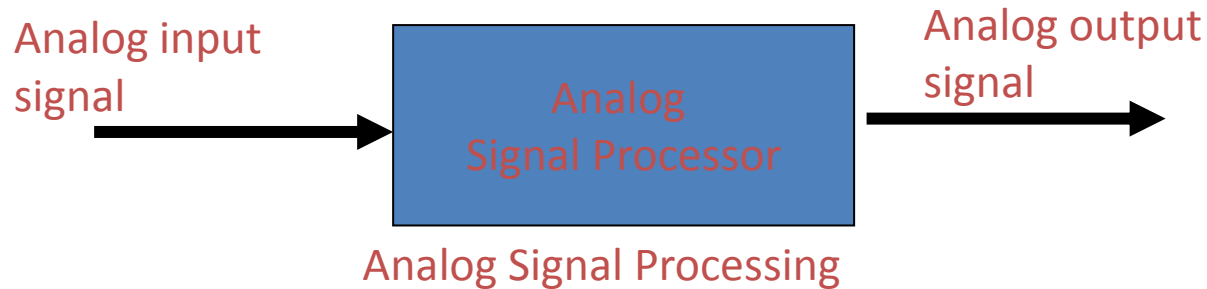 Analog input
signal
Analog
Signal Processor
Analog output
signal
Analog Signal Processing